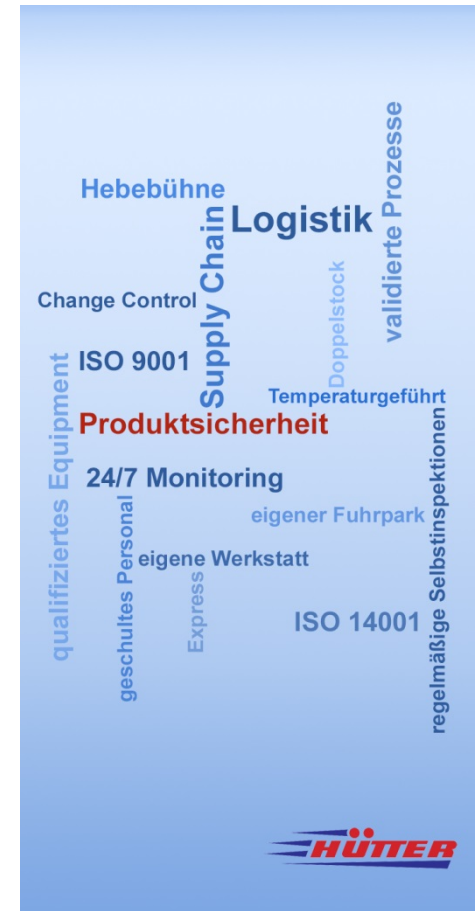 validierte Prozesse
Hebebühne
Logistik
Supply Chain
Doppelstock
Change Control
ISO 9001
qualifiziertes Equipment
Temperaturgeführt
Produktsicherheit
regelmäßige Selbstinspektionen
24/7 Monitoring
geschultes Personal
eigener Fuhrpark
eigene Werkstatt
Express
ISO 14001
HÜTTER